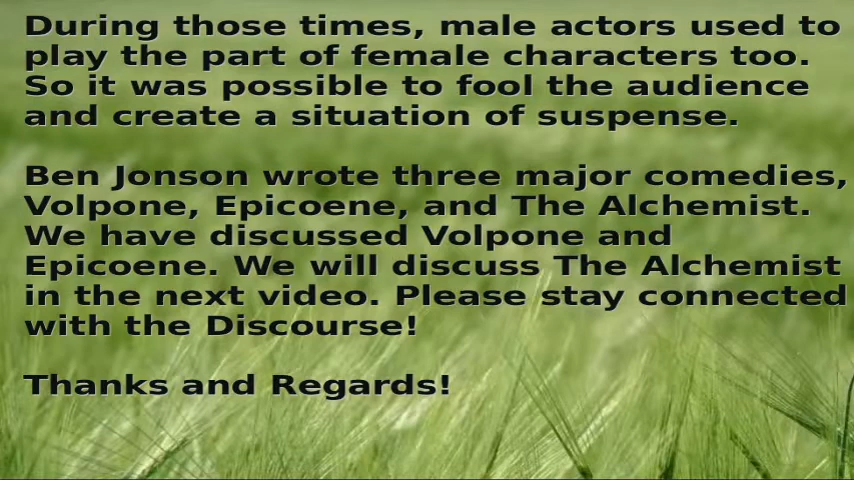 During those times, male actors used to
play the part of female characters too.
So it was possible to fool the audience
and create a situation of suspense.
Ben Jonson wrote three major comedies,
Volpone, Epicoene, and The Alchemist.
We have discussed Volpone and
Epicoene. We will discuss The Alchemist
in the next video. Please stay connected
with the Discourse!
Thanks and Regards!